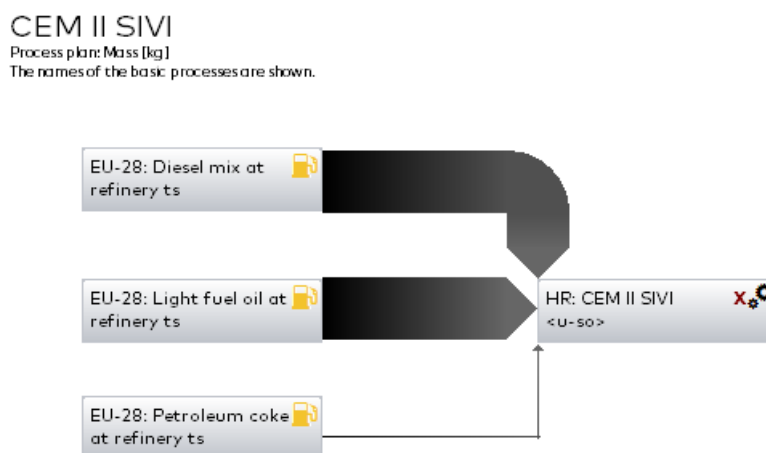 CEM II SIVI
Process plan: Mass [kg]
The names of the basic processes are shown.
EU-28: Diesel mix at
refinery ts
EU-28: Light fuel oil at
refinery ts
HR: CEM II SIVI
<u-so>
X
EU-28: Petroleum coke
at refinery ts